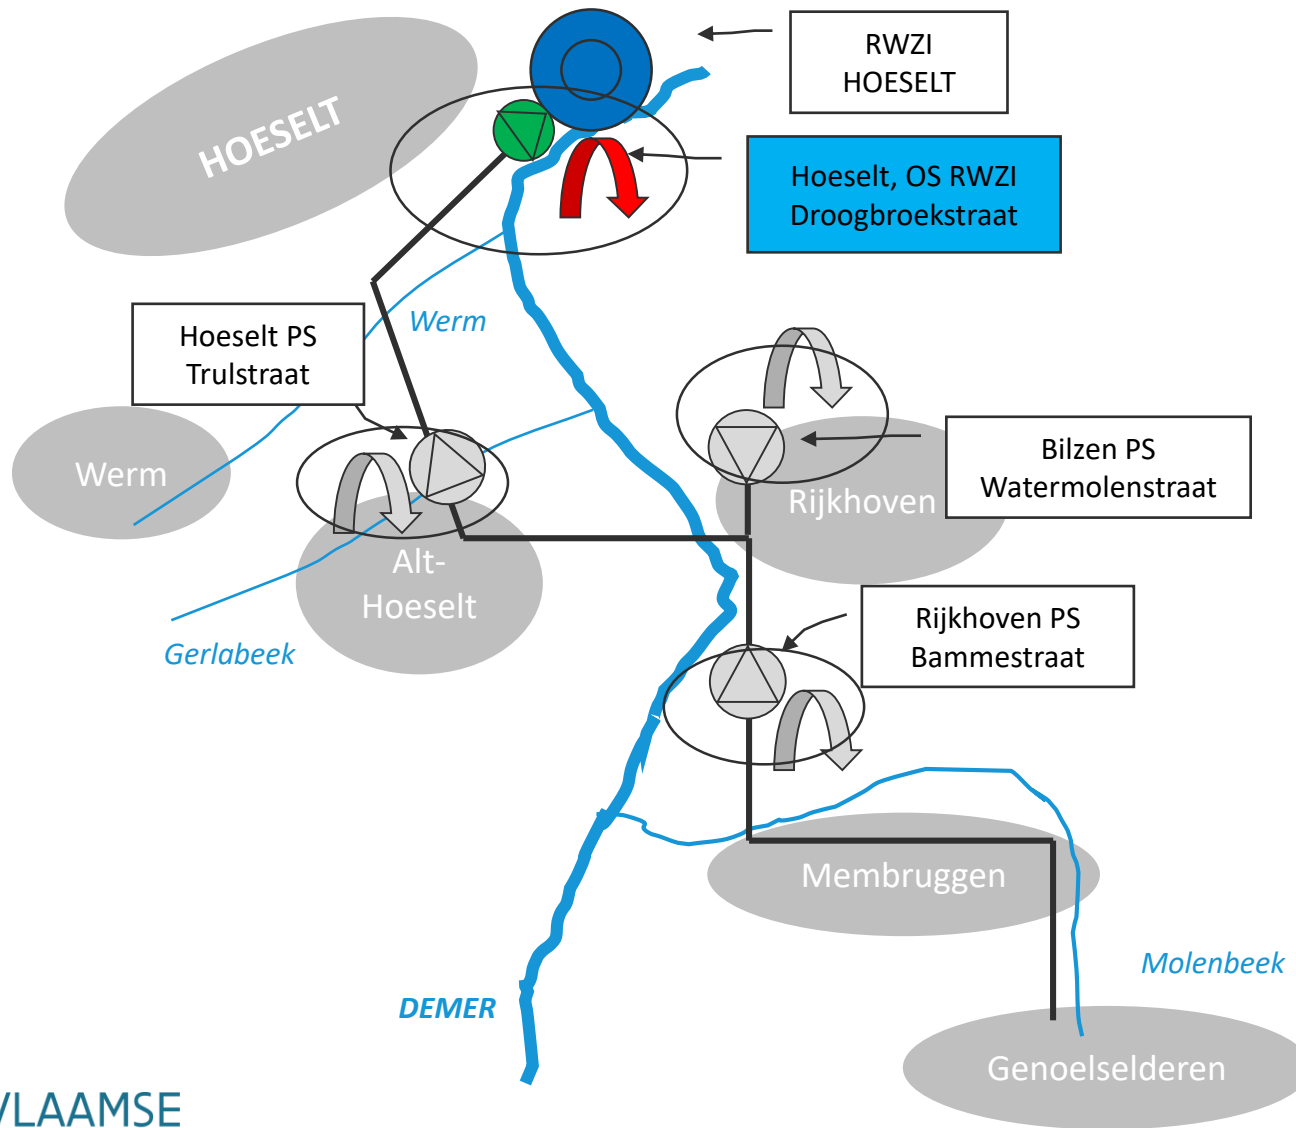 RWZI
HOESELT
HOESELT
Hoeselt, OS RWZI
Droogbroekstraat
Werm
Hoeselt PS
Trulstraat
Werm
Rijkhoven
Bilzen PS
Watermolenstraat
Alt-
Hoeselt
Gerlabeek
Rijkhoven PS
Bammestraat
Membruggen
Molenbeek
DEMER
Genoelselderen
VLAAMSE